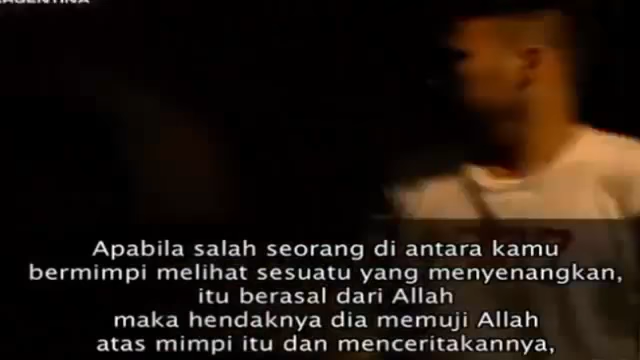 ARGENTINA
Apabila salah seorang di antara kamu
bermimpi melihat sesuatu yang menyenangkan,
itu berasal dari Allah
maka hendaknya dia memuji Allah
atas mimpi itu dan menceritakannya,